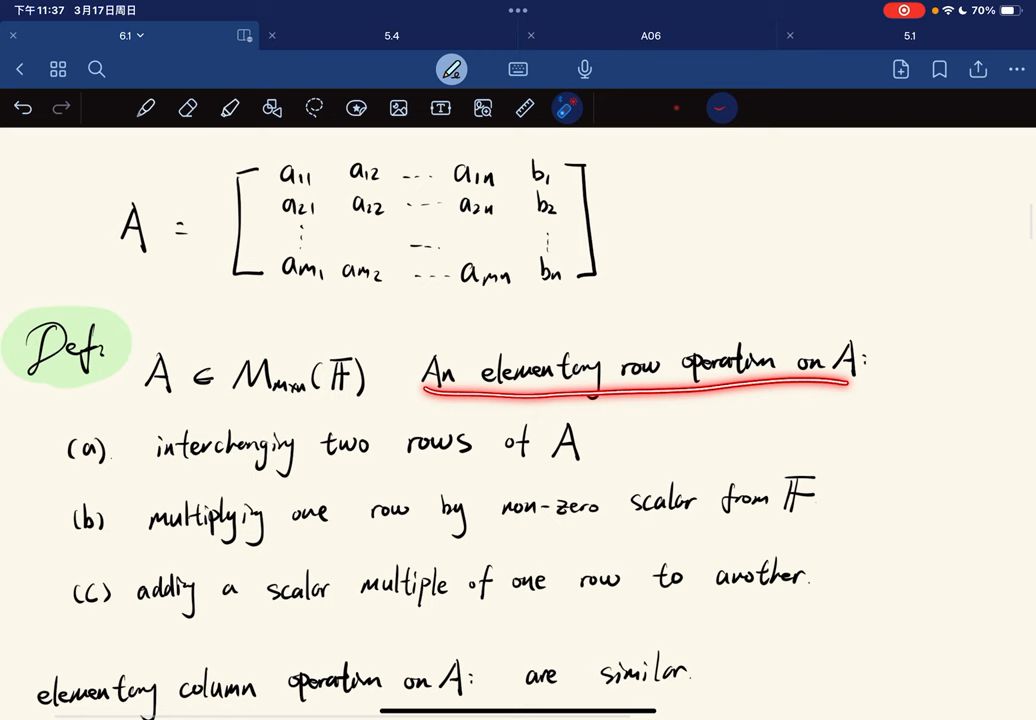 下午11:37 3月17日周日
70%
6.1 5.4 A06 5.1
A = [ a11 a12 ... a1n b1
a21 a22 ... a2n b2
⋮ ... ⋮
am1 am2 ... amn bn ]
Def: A ∈ Mmxn(𝔽) An elementary row operation on A:
(a). interchanging two rows of A
(b) multiplying one row by non-zero scalar from 𝔽
(c) adding a scalar multiple of one row to another.
elementary column operation on A: are similar.